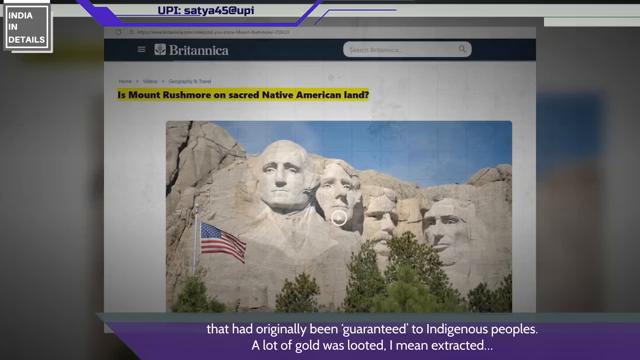 UPI: satya45@upi
INDIA
IN
DETAILS
Britannica
Search Britannica...
Home > Videos > Geography & Travel
Is Mount Rushmore on sacred Native American land?
that had originally been 'guaranteed' to Indigenous peoples.
A lot of gold was looted, I mean extracted...